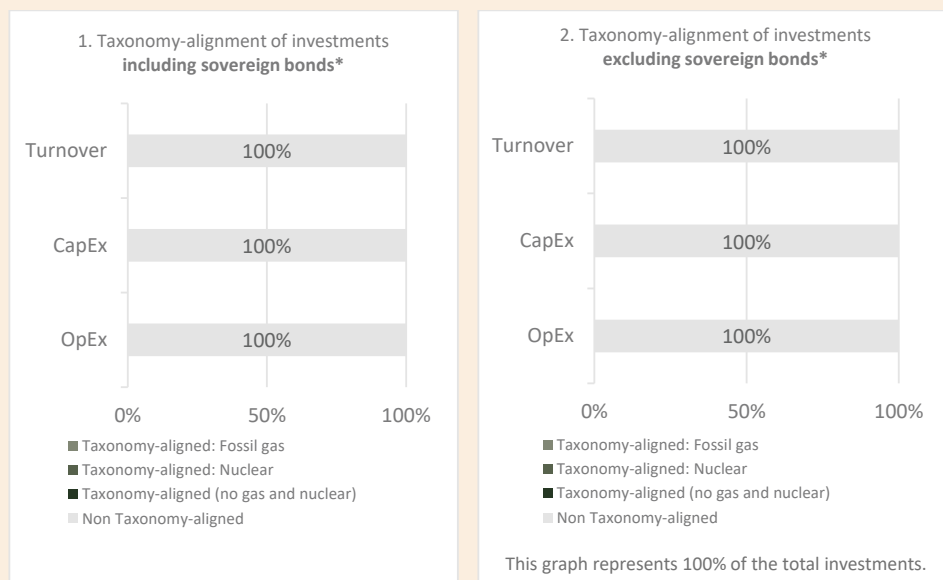 1. Taxonomy-alignment of investments
including sovereign bonds*
Turnover
100%
CapEx
100%
OpEx
100%
0%
50%
100%
Taxonomy-aligned: Fossil gas
Taxonomy-aligned: Nuclear
Taxonomy-aligned (no gas and nuclear)
Non Taxonomy-aligned
2. Taxonomy-alignment of investments
excluding sovereign bonds*
Turnover
100%
CapEx
100%
OpEx
100%
0%
50%
100%
Taxonomy-aligned: Fossil gas
Taxonomy-aligned: Nuclear
Taxonomy-aligned (no gas and nuclear)
Non Taxonomy-aligned
This graph represents 100% of the total investments.